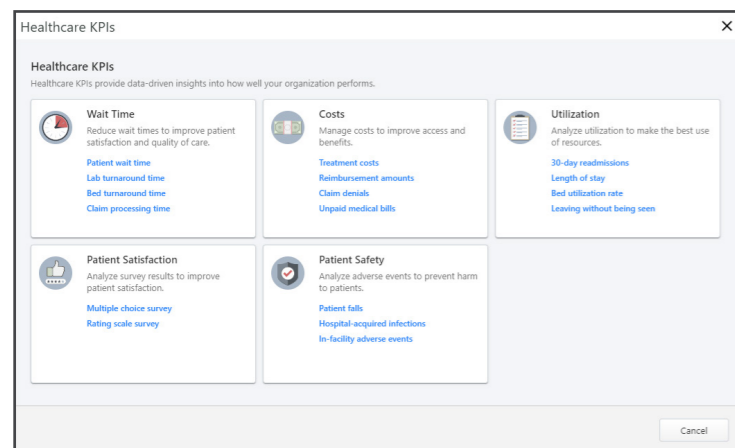 Healthcare KPIs
Healthcare KPIs
Healthcare KPIs provide data-driven insights into how well your organization performs.
Wait Time
Reduce wait times to improve patient
satisfaction and quality of care.
Patient wait time
Lab turnaround time
Bed turnaround time
Claim processing time
Costs
Manage costs to improve access and
benefits.
Treatment costs
Reimbursement amounts
Claim denials
Unpaid medical bills
Utilization
Analyze utilization to make the best use
of resources.
30-day readmissions
Length of stay
Bed utilization rate
Leaving without being seen
Patient Satisfaction
Analyze survey results to improve
patient satisfaction.
Multiple choice survey
Rating scale survey
Patient Safety
Analyze adverse events to prevent harm
to patients.
Patient falls
Hospital-acquired infections
In-facility adverse events
Cancel